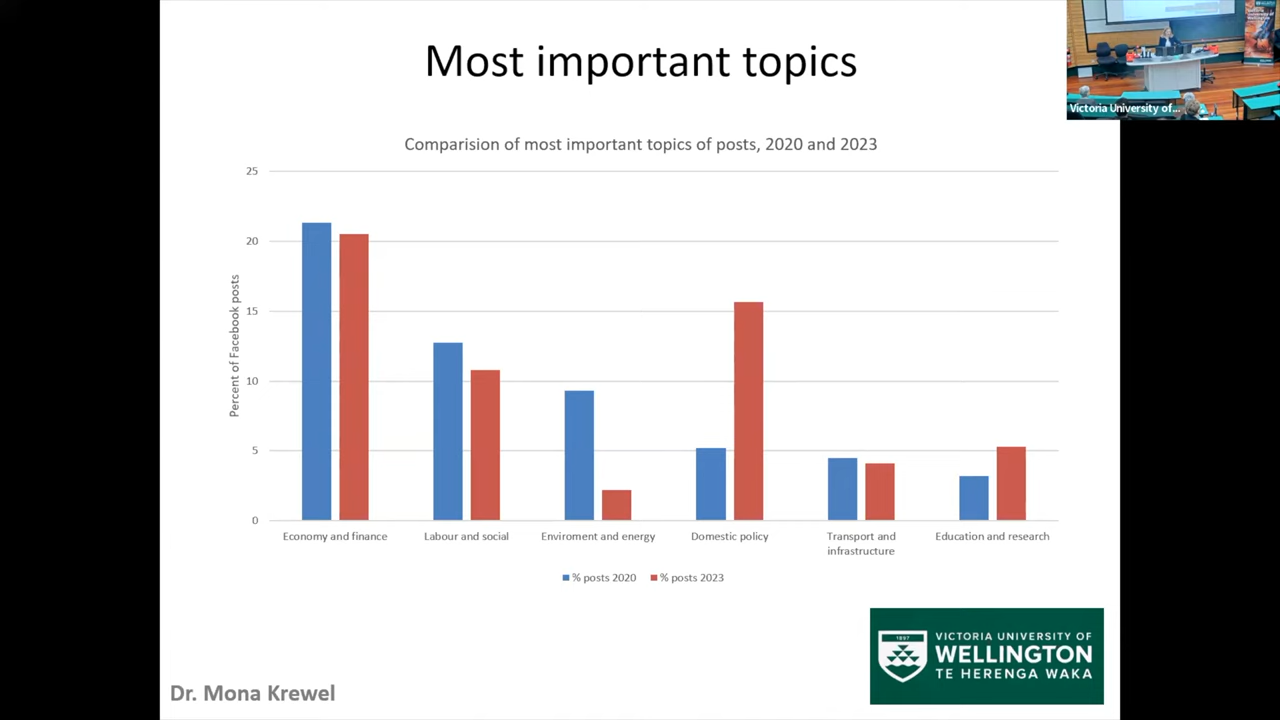 Most important topics
Victoria University of...
Comparision of most important topics of posts, 2020 and 2023
Percent of Facebook posts
25
20
15
10
5
0
Economy and finance
Labour and social
Enviroment and energy
Domestic policy
Transport and
infrastructure
Education and research
% posts 2020
% posts 2023
1897
VICTORIA UNIVERSITY OF
WELLINGTON
TE HERENGA WAKA
Dr. Mona Krewel